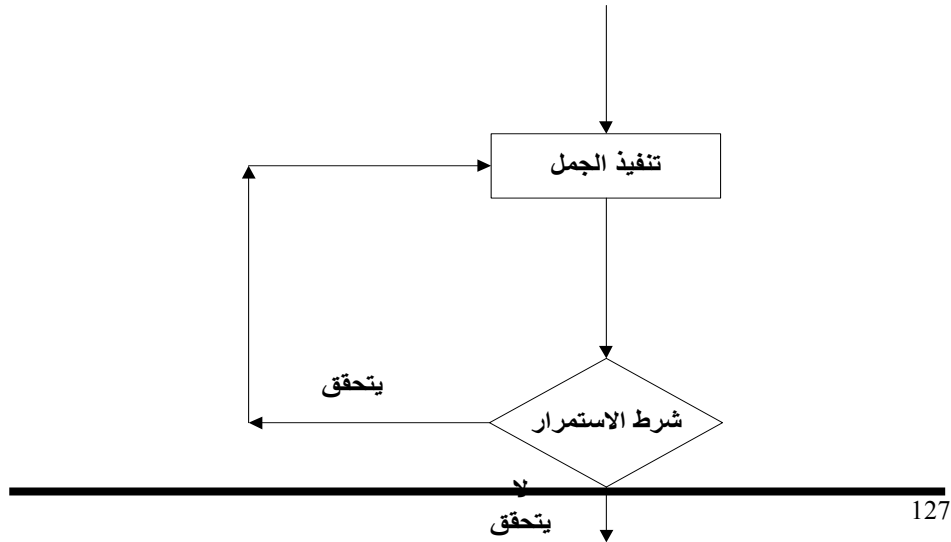 تنفيذ الجمل
يتحقق
شرط الاستمرار
لا
يتحقق
127